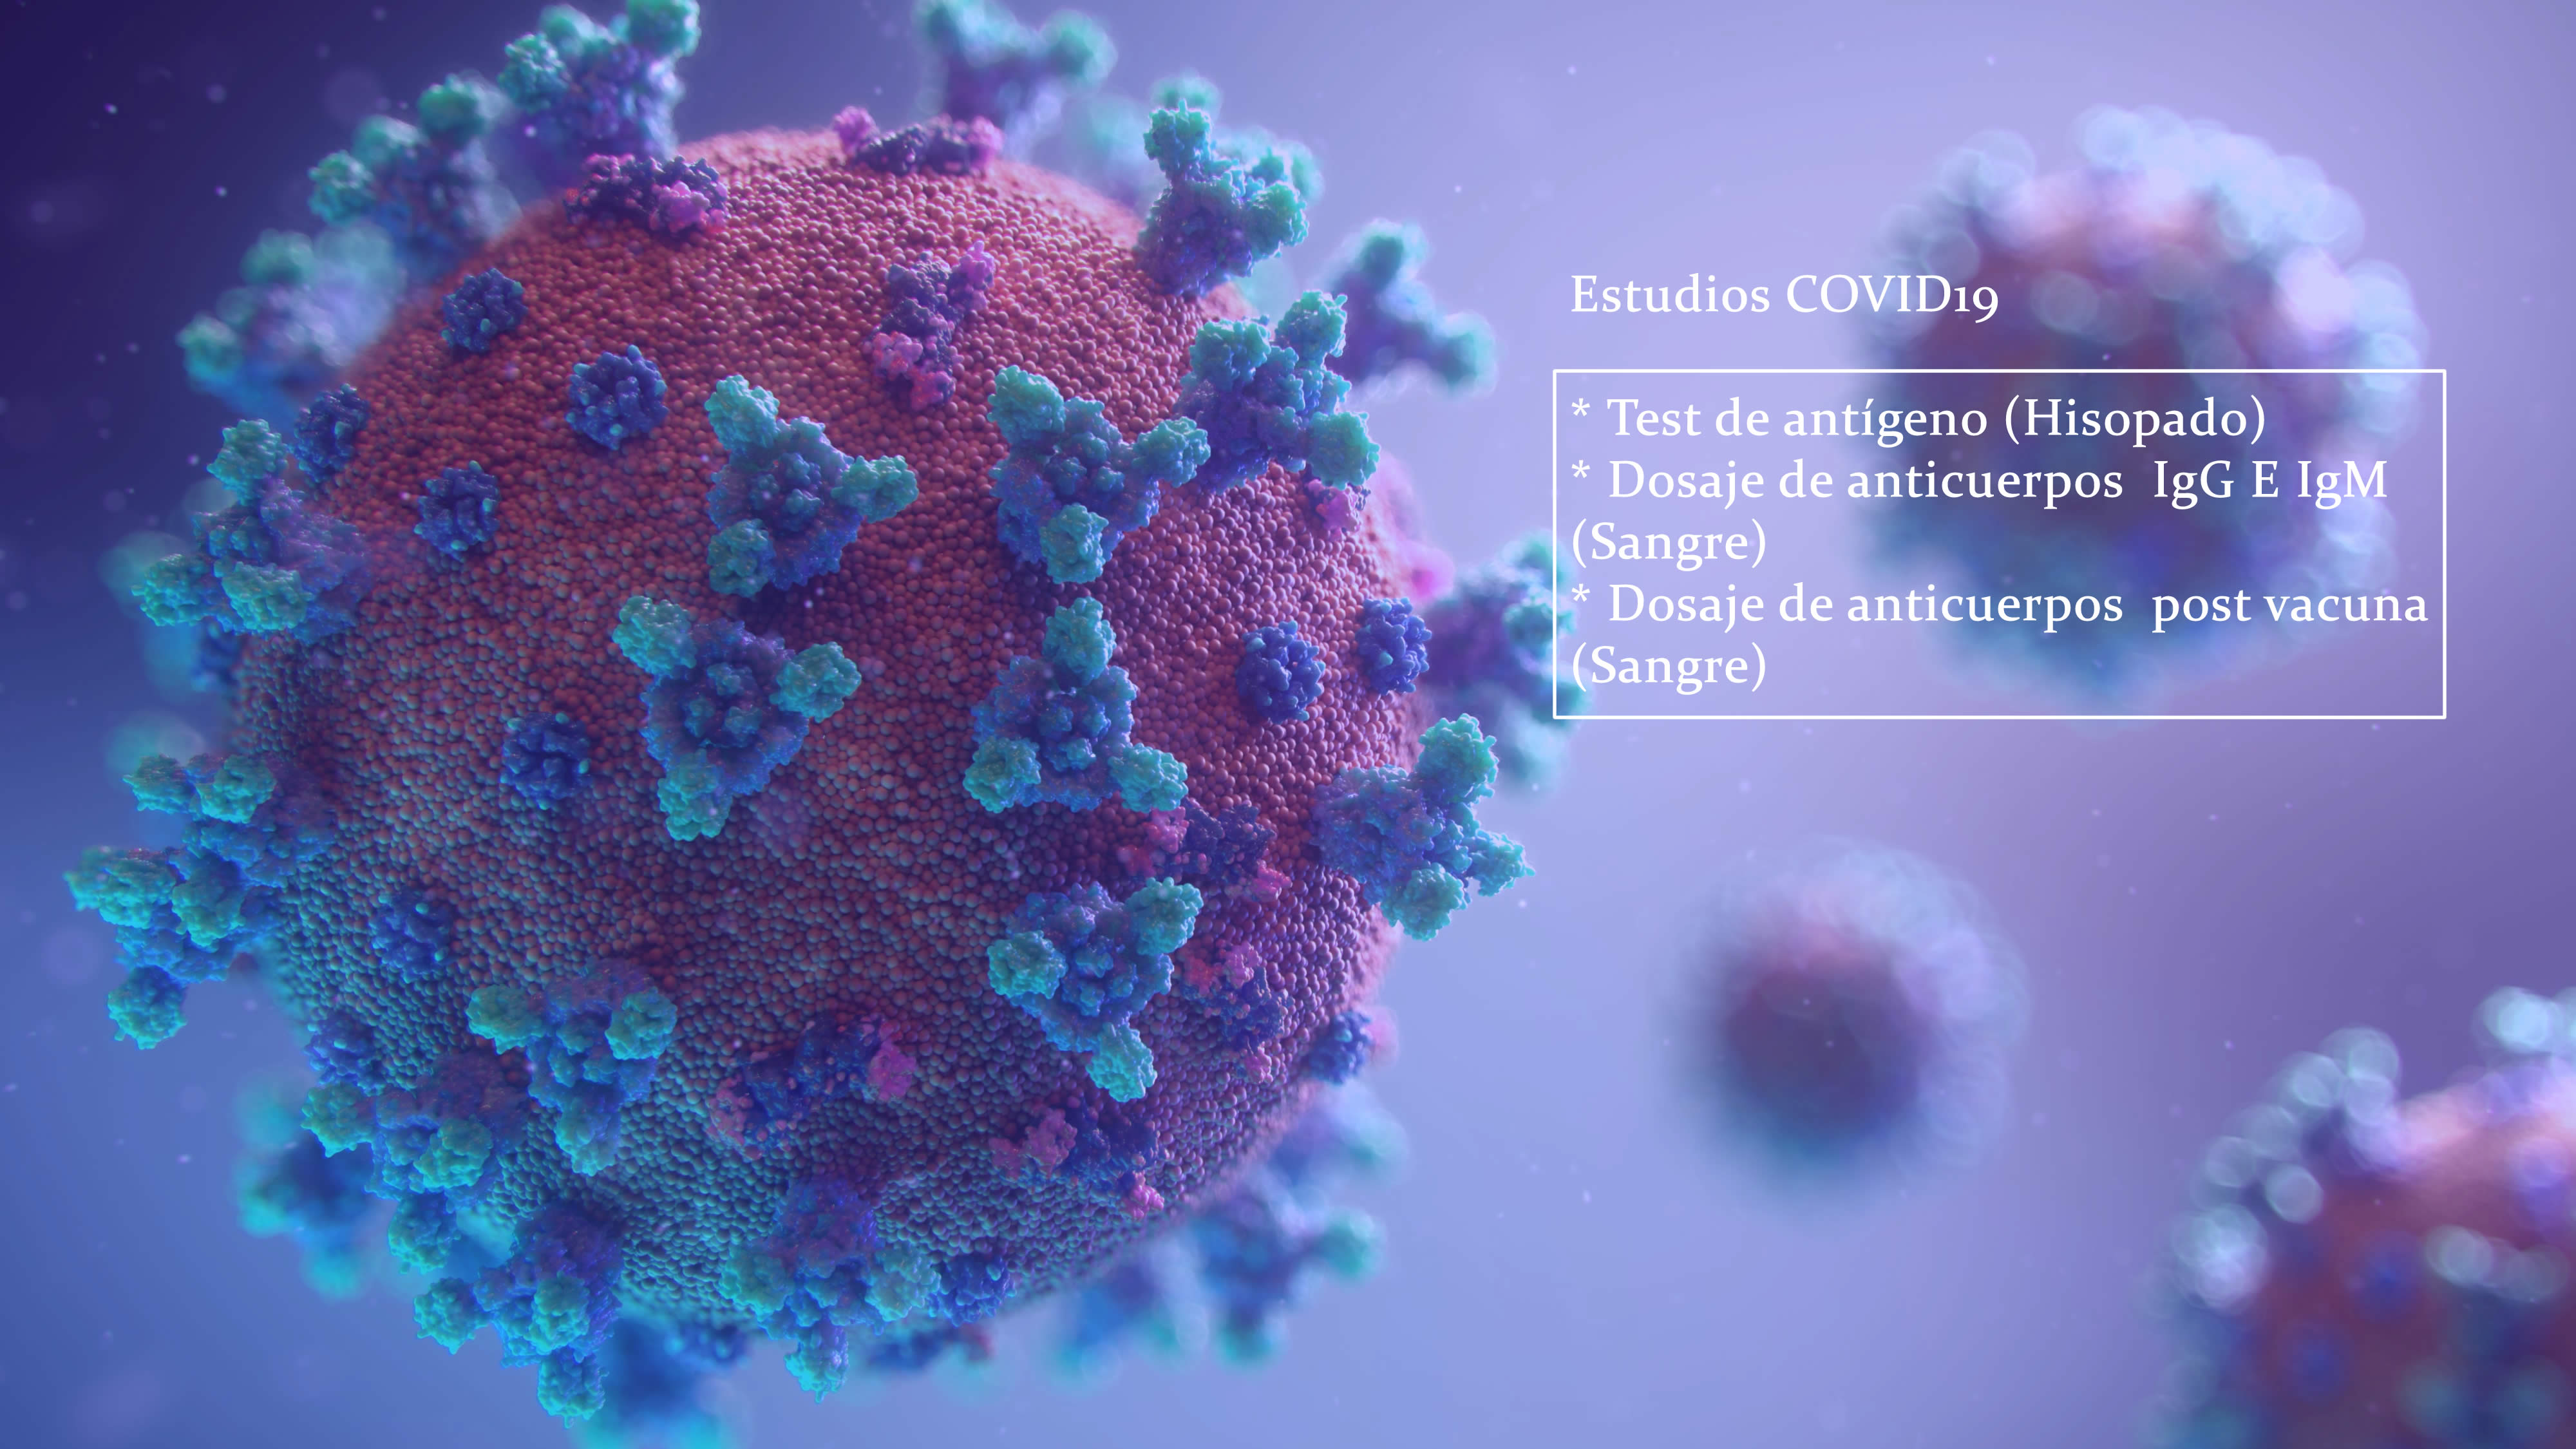 Estudios COVID19
* Test de antígeno (Hisopado)
* Dosaje de anticuerpos  IgG E IgM
(Sangre)
* Dosaje de anticuerpos  post vacuna
(Sangre)